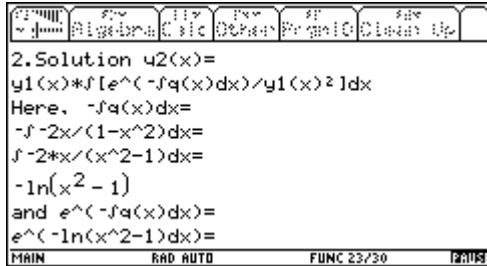 Algebra Calc Other PrgmIO Clean Up
2.Solution y2(x)=
y1(x)*∫[e^(-∫q(x)dx)/y1(x)²]dx
Here, -∫q(x)dx=
-∫-2x/(1-x^2)dx=
∫-2*x/(x^2-1)dx=
-ln(x² - 1)
and e^(-∫q(x)dx)=
e^(-ln(x^2-1)dx)=
MAIN RAD AUTO FUNC 23/30 PAUS